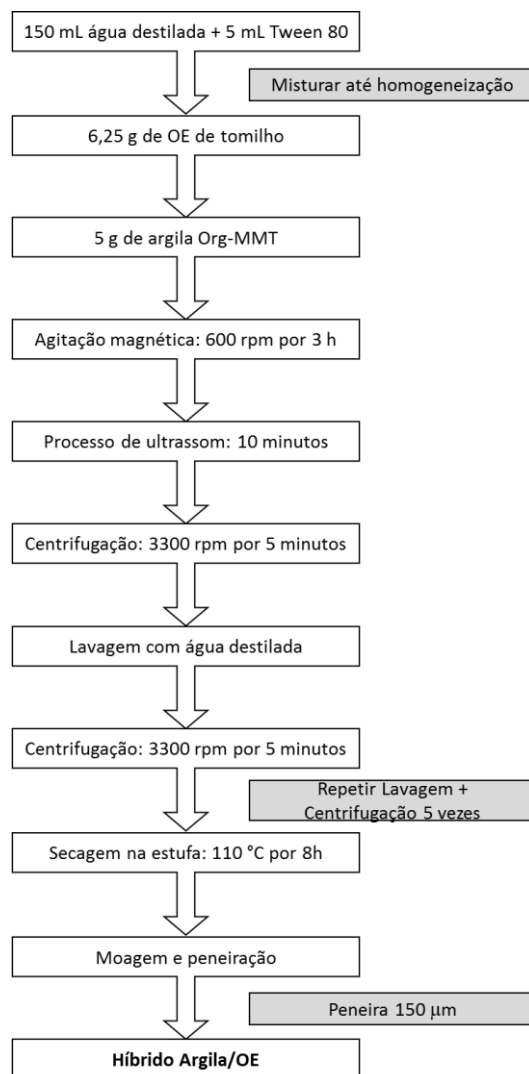 150 mL água destilada + 5 mL Tween 80
Misturar até homogeneização
6,25 g de OE de tomilho
5 g de argila Org-MMT
Agitação magnética: 600 rpm por 3 h
Processo de ultrassom: 10 minutos
Centrifugação: 3300 rpm por 5 minutos
Lavagem com água destilada
Centrifugação: 3300 rpm por 5 minutos
Repetir Lavagem +
Centrifugação 5 vezes
Secagem na estufa: 110 °C por 8h
Moagem e peneiração
Peneira 150 µm
Híbrido Argila/OE